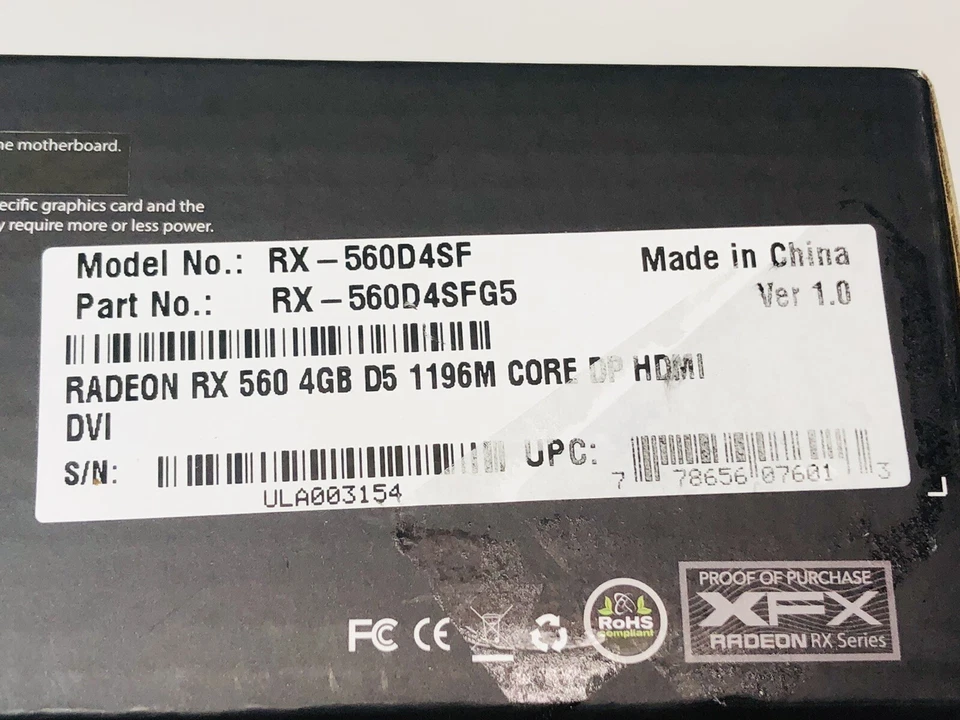 ne motherboard.
ecific graphics card and the
y require more or less power.
Model No.: RX-560D4SF
Made in China
Part No.: RX-560D4SFG5
Ver 1.0
RADEON RX 560 4GB D5 1196M CORE DP HDMI
DVI
S/N:
ULA003154
UPC:
7 78656 07601 3
FC CE
RoHS
compliant
PROOF OF PURCHASE
XFX
RADEON RX Series